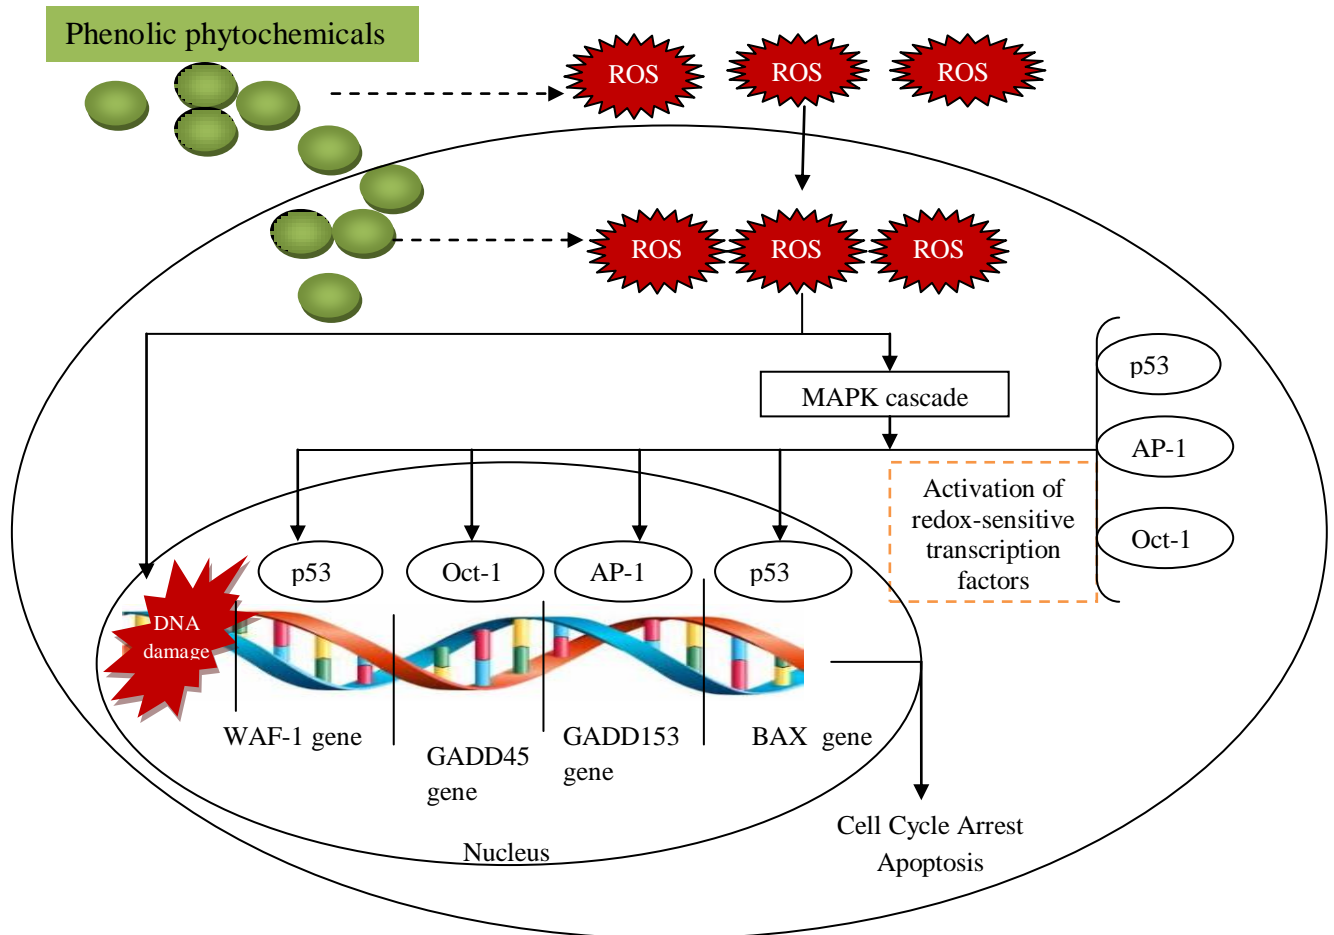 Phenolic phytochemicals
ROS
ROS
ROS
ROS
ROS
ROS
MAPK cascade
p53
AP-1
Oct-1
Activation of
redox-sensitive
transcription
factors
p53
Oct-1
AP-1
p53
DNA
damage
WAF-1 gene
GADD45
gene
GADD153
gene
BAX gene
Nucleus
Cell Cycle Arrest
Apoptosis